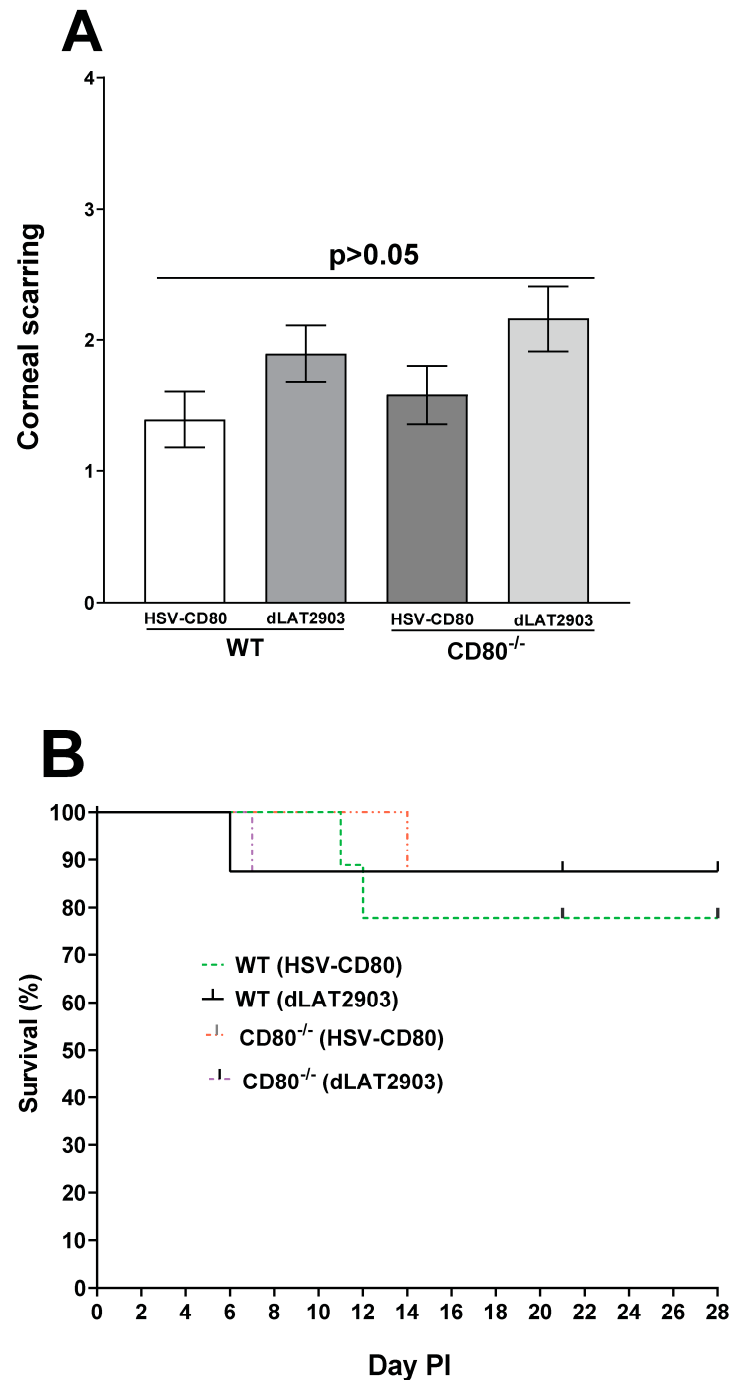 A
4
3
2
1
0
Corneal scarring
p>0.05
HSV-CD80 dLAT2903 HSV-CD80 dLAT2903
WT CD80-/-
B
100
90
80
70
60
50
40
30
20
10
0
Survival (%)
WT (HSV-CD80)
WT (dLAT2903)
CD80-/- (HSV-CD80)
CD80-/- (dLAT2903)
0 2 4 6 8 10 12 14 16 18 20 22 24 26 28
Day PI